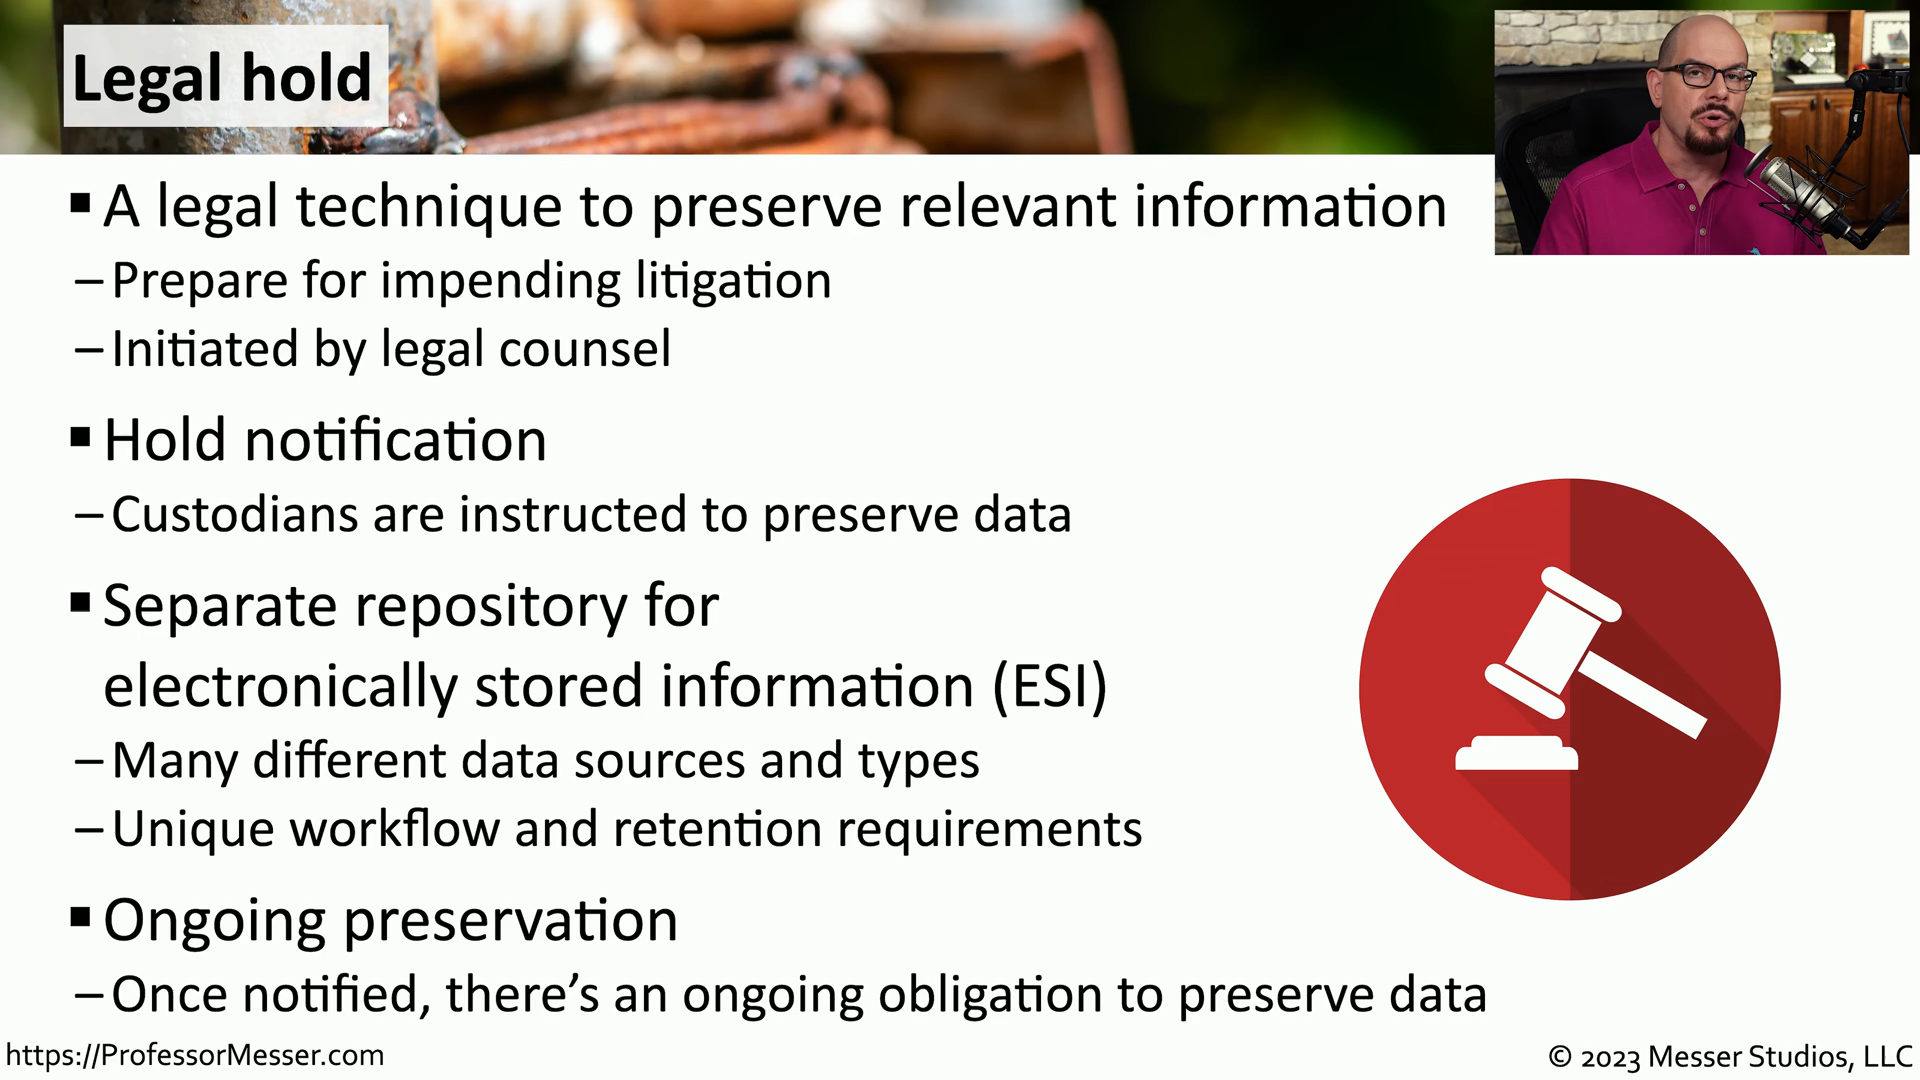 Legal hold
▪ A legal technique to preserve relevant information
– Prepare for impending litigation
– Initiated by legal counsel
▪ Hold notification
– Custodians are instructed to preserve data
▪ Separate repository for
electronically stored information (ESI)
– Many different data sources and types
– Unique workflow and retention requirements
▪ Ongoing preservation
– Once notified, there’s an ongoing obligation to preserve data
https://ProfessorMesser.com
© 2023 Messer Studios, LLC